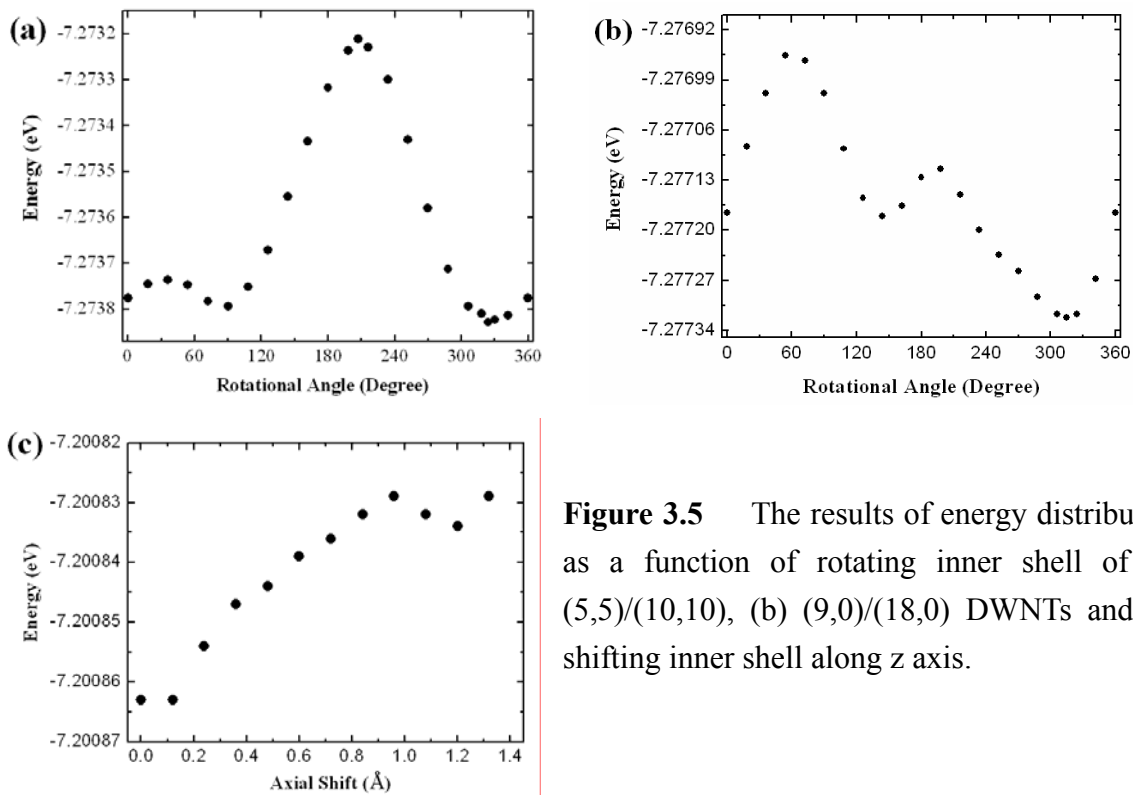 (a)
-7.2732
-7.2733
-7.2734
-7.2735
-7.2736
-7.2737
-7.2738
Energy (eV)
0 60 120 180 240 300 360
Rotational Angle (Degree)
(b)
-7.27692
-7.27699
-7.27706
-7.27713
-7.27720
-7.27727
-7.27734
Energy (eV)
0 60 120 180 240 300 360
Rotational Angle (Degree)
(c)
-7.20082
-7.20083
-7.20084
-7.20085
-7.20086
-7.20087
Energy (eV)
0.0 0.2 0.4 0.6 0.8 1.0 1.2 1.4
Axial Shift (Å)
Figure 3.5 The results of energy distribu
as a function of rotating inner shell of
(5,5)/(10,10), (b) (9,0)/(18,0) DWNTs and
shifting inner shell along z axis.